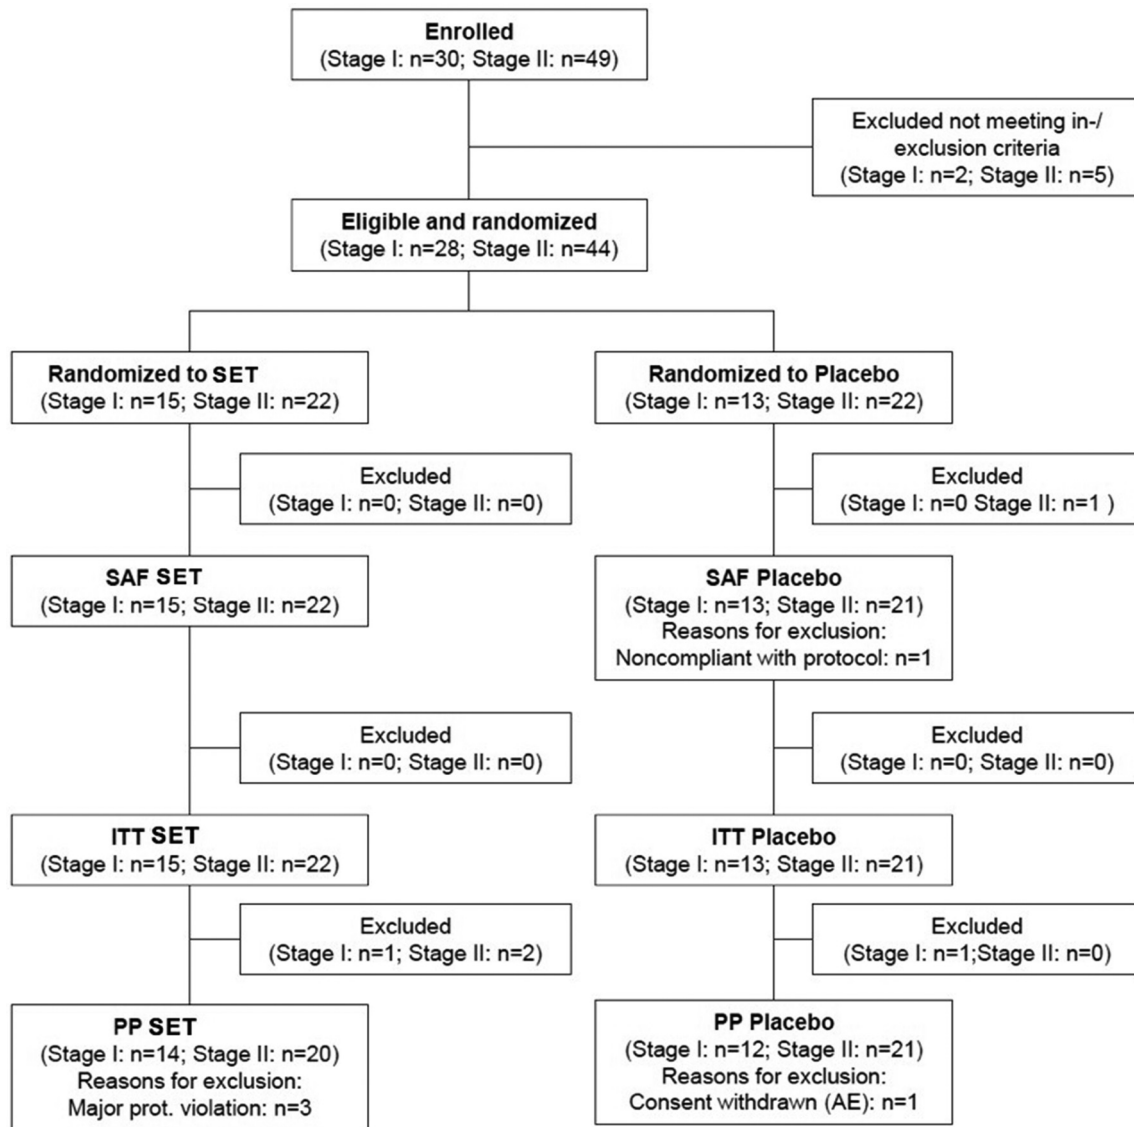 Enrolled
(Stage I: n=30; Stage II: n=49)
Excluded not meeting in-/
exclusion criteria
(Stage I: n=2; Stage II: n=5)
Eligible and randomized
(Stage I: n=28; Stage II: n=44)
Randomized to SET
(Stage I: n=15; Stage II: n=22)
Randomized to Placebo
(Stage I: n=13; Stage II: n=22)
Excluded
(Stage I: n=0; Stage II: n=0)
Excluded
(Stage I: n=0 Stage II: n=1 )
SAF SET
(Stage I: n=15; Stage II: n=22)
SAF Placebo
(Stage I: n=13; Stage II: n=21)
Reasons for exclusion:
Noncompliant with protocol: n=1
Excluded
(Stage I: n=0; Stage II: n=0)
Excluded
(Stage I: n=0; Stage II: n=0)
ITT SET
(Stage I: n=15; Stage II: n=22)
ITT Placebo
(Stage I: n=13; Stage II: n=21)
Excluded
(Stage I: n=1; Stage II: n=2)
Excluded
(Stage I: n=1;Stage II: n=0)
PP SET
(Stage I: n=14; Stage II: n=20)
Reasons for exclusion:
Major prot. violation: n=3
PP Placebo
(Stage I: n=12; Stage II: n=21)
Reasons for exclusion:
Consent withdrawn (AE): n=1